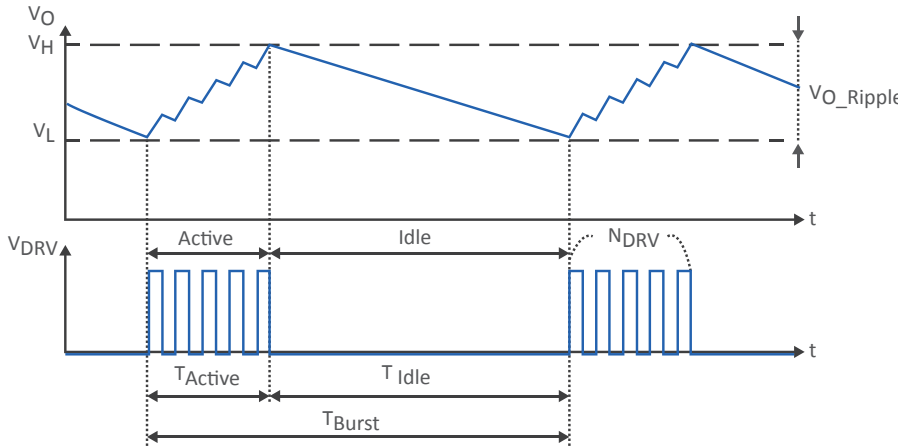 VO
VH
VL
VO_Ripple
t
VDRV
Active
Idle
NDRV
t
TActive
T Idle
TBurst